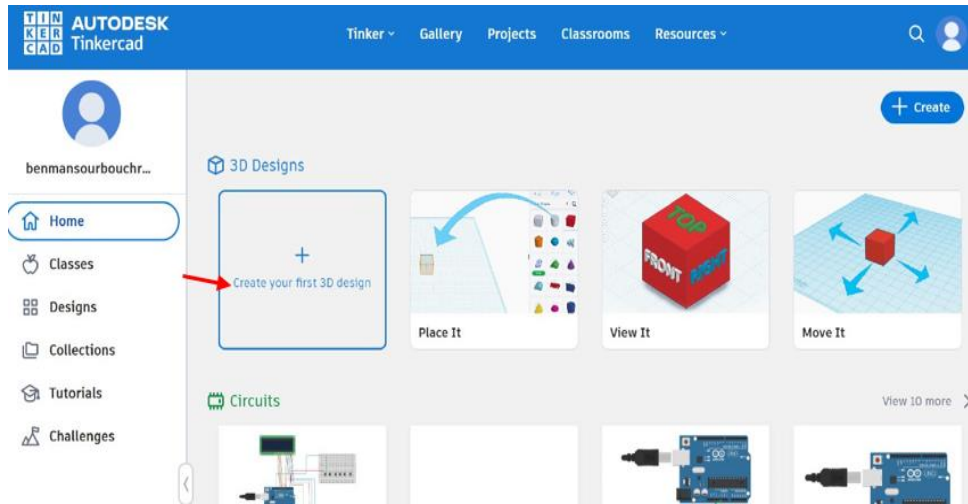 TIN
KER
CAD
AUTODESK
Tinkercad
Tinker
Gallery
Projects
Classrooms
Resources
benmansourbouchr...
Home
Classes
Designs
Collections
Tutorials
Challenges
+ Create
3D Designs
+
Create your first 3D design
Place It
TOP
FRONT
RIGHT
View It
Move It
Circuits
View 10 more